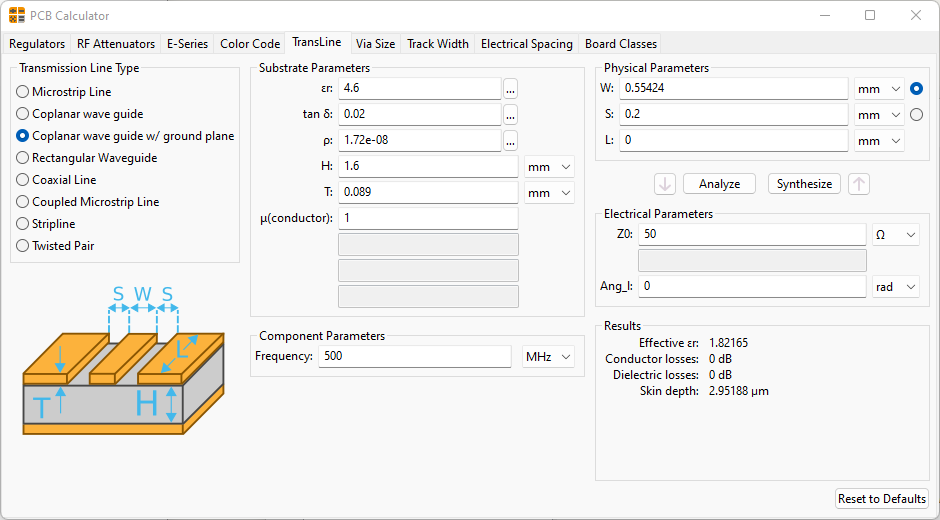 PCB Calculator
Regulators RF Attenuators E-Series Color Code TransLine Via Size Track Width Electrical Spacing Board Classes
Transmission Line Type
Microstrip Line
Coplanar wave guide
Coplanar wave guide w/ ground plane
Rectangular Waveguide
Coaxial Line
Coupled Microstrip Line
Stripline
Twisted Pair
S W S
L
T
H
Substrate Parameters
εr: 4.6 ...
tan δ: 0.02 ...
ρ: 1.72e-08 ...
H: 1.6 mm
T: 0.089 mm
μ(conductor): 1
Component Parameters
Frequency: 500 MHz
Physical Parameters
W: 0.55424 mm
S: 0.2 mm
L: 0 mm
Analyze Synthesize
Electrical Parameters
Z0: 50 Ω
Ang_l: 0 rad
Results
Effective εr: 1.82165
Conductor losses: 0 dB
Dielectric losses: 0 dB
Skin depth: 2.95188 μm
Reset to Defaults